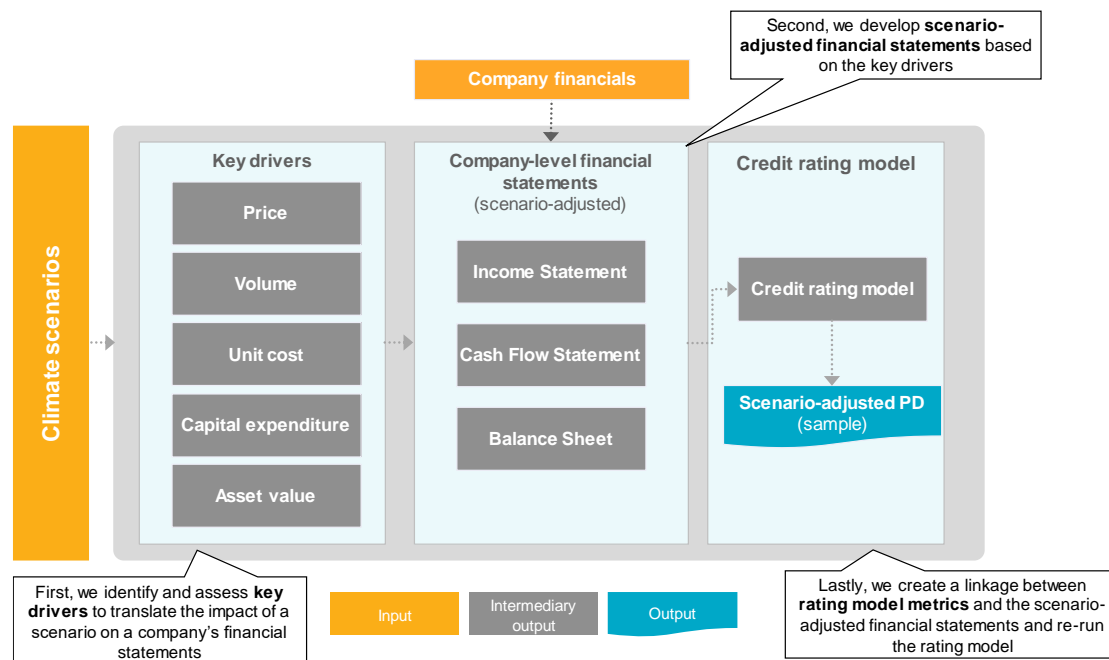 Second, we develop scenario-
adjusted financial statements based
on the key drivers
Company financials
Climate scenarios
Key drivers
Price
Volume
Unit cost
Capital expenditure
Asset value
Company-level financial
statements
(scenario-adjusted)
Income Statement
Cash Flow Statement
Balance Sheet
Credit rating model
Credit rating model
Scenario-adjusted PD
(sample)
First, we identify and assess key
drivers to translate the impact of a
scenario on a company's financial
statements
Input
Intermediary
output
Output
Lastly, we create a linkage between
rating model metrics and the scenario-
adjusted financial statements and re-run
the rating model